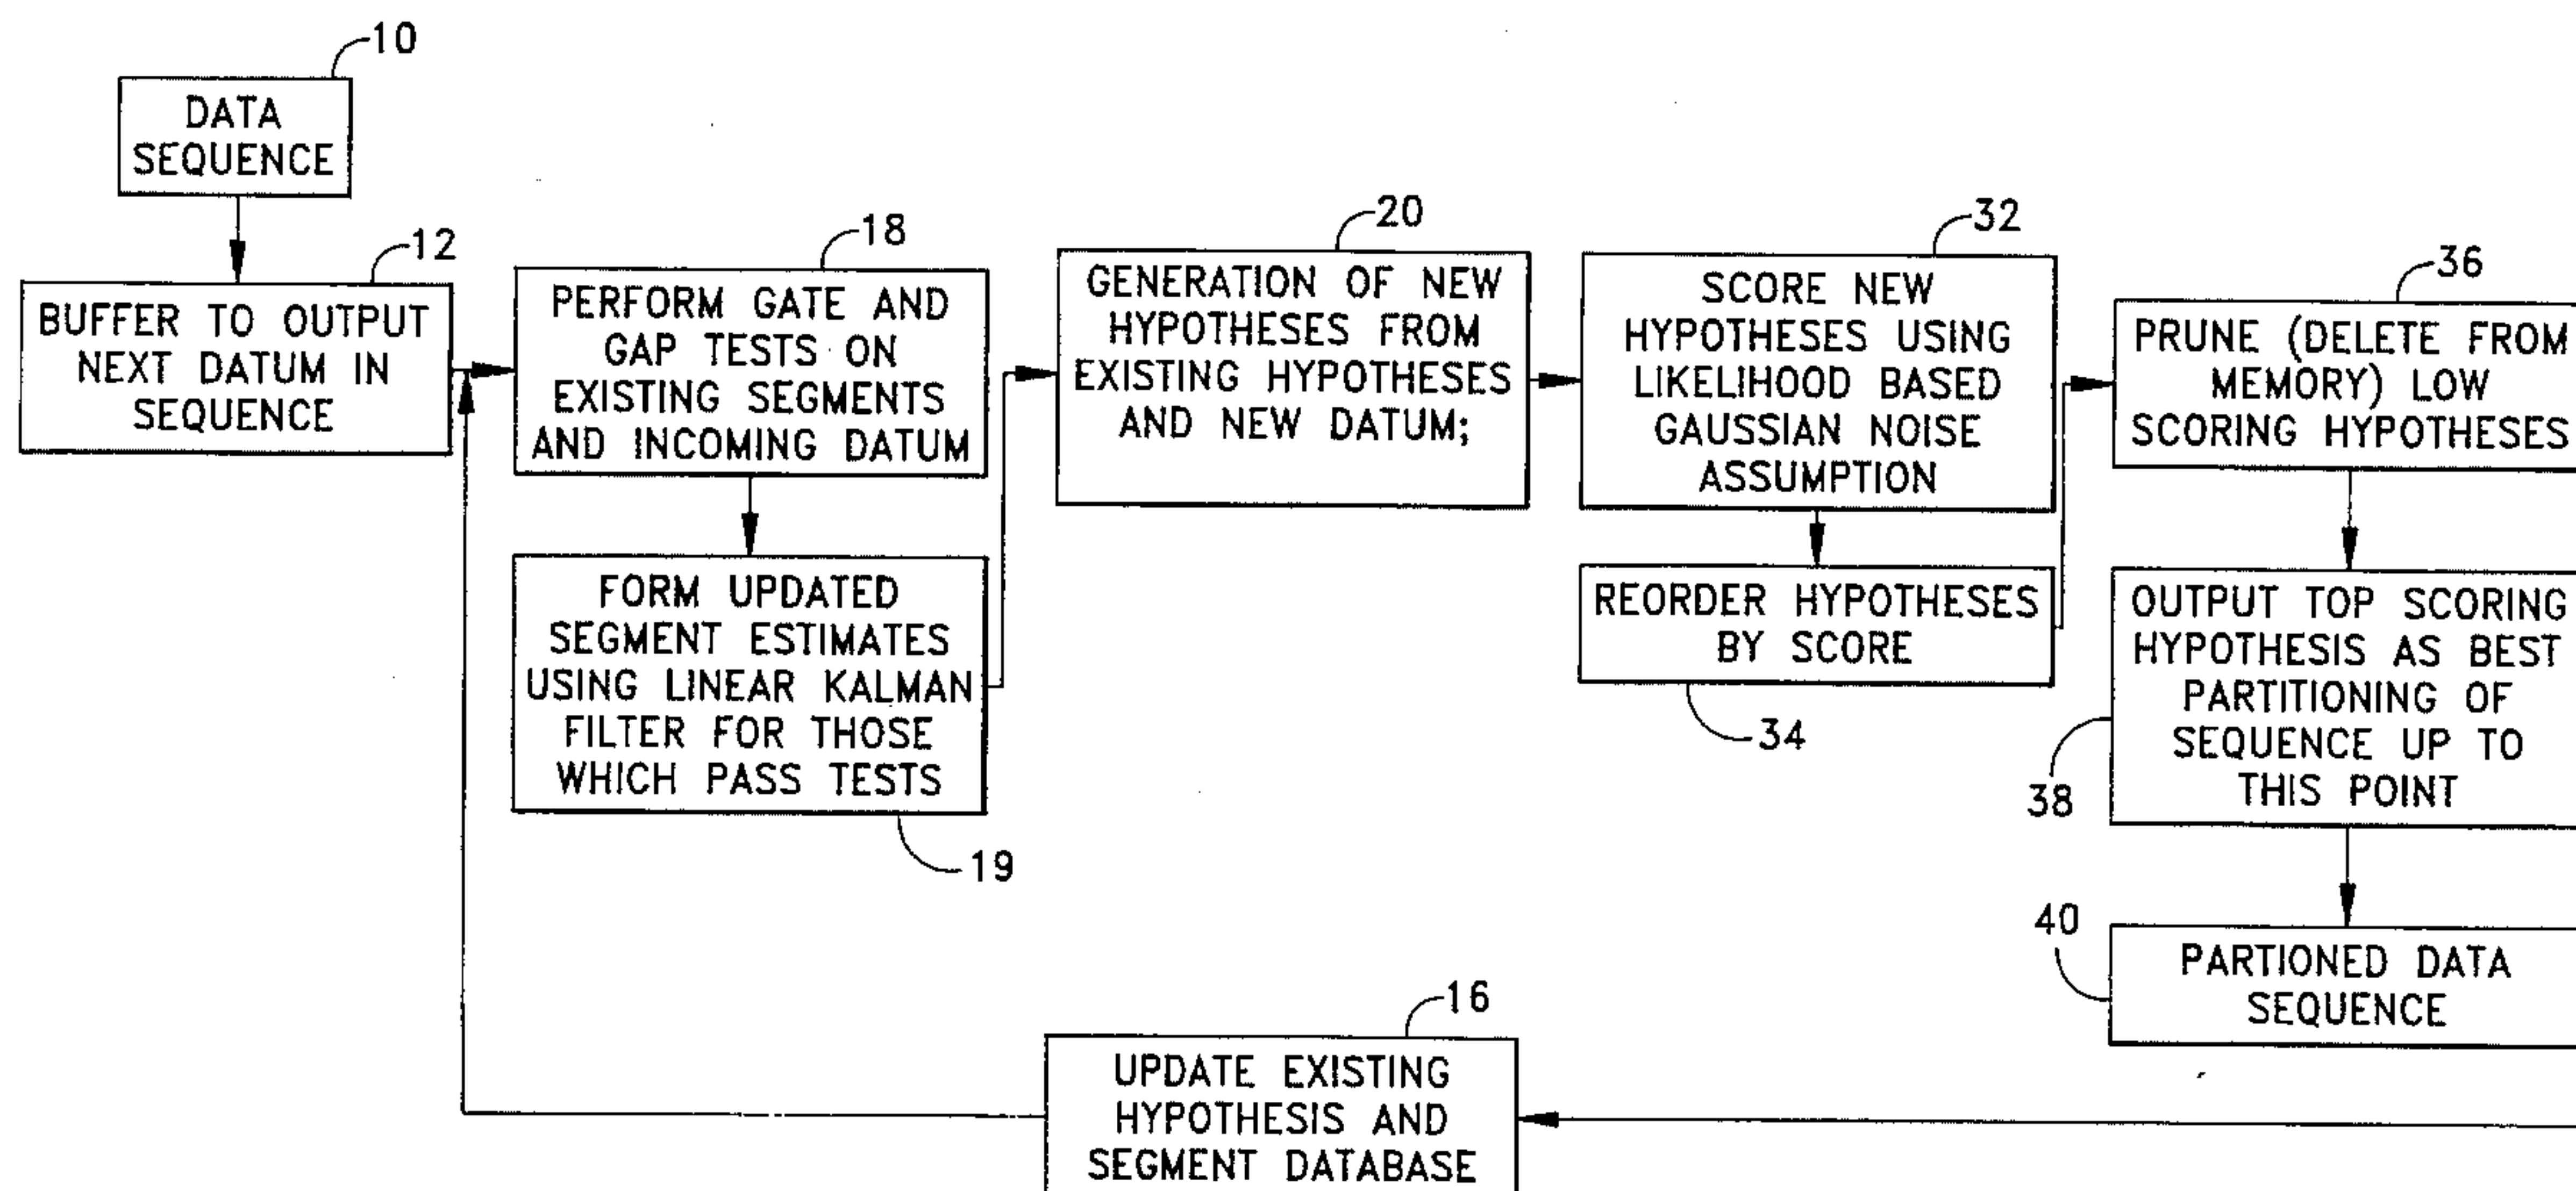 10
DATA
SEQUENCE
12
BUFFER TO OUTPUT
NEXT DATUM IN
SEQUENCE
18
PERFORM GATE AND
GAP TESTS ON
EXISTING SEGMENTS
AND INCOMING DATUM
FORM UPDATED
SEGMENT ESTIMATES
USING LINEAR KALMAN
FILTER FOR THOSE
WHICH PASS TESTS
19
20
GENERATION OF NEW
HYPOTHESES FROM
EXISTING HYPOTHESES
AND NEW DATUM;
32
SCORE NEW
HYPOTHESES USING
LIKELIHOOD BASED
GAUSSIAN NOISE
ASSUMPTION
REORDER HYPOTHESES
BY SCORE
34
36
PRUNE (DELETE FROM
MEMORY) LOW
SCORING HYPOTHESES
OUTPUT TOP SCORING
HYPOTHESIS AS BEST
PARTITIONING OF
SEQUENCE UP TO
THIS POINT
38
40
PARTIONED DATA
SEQUENCE
16
UPDATE EXISTING
HYPOTHESIS AND
SEGMENT DATABASE